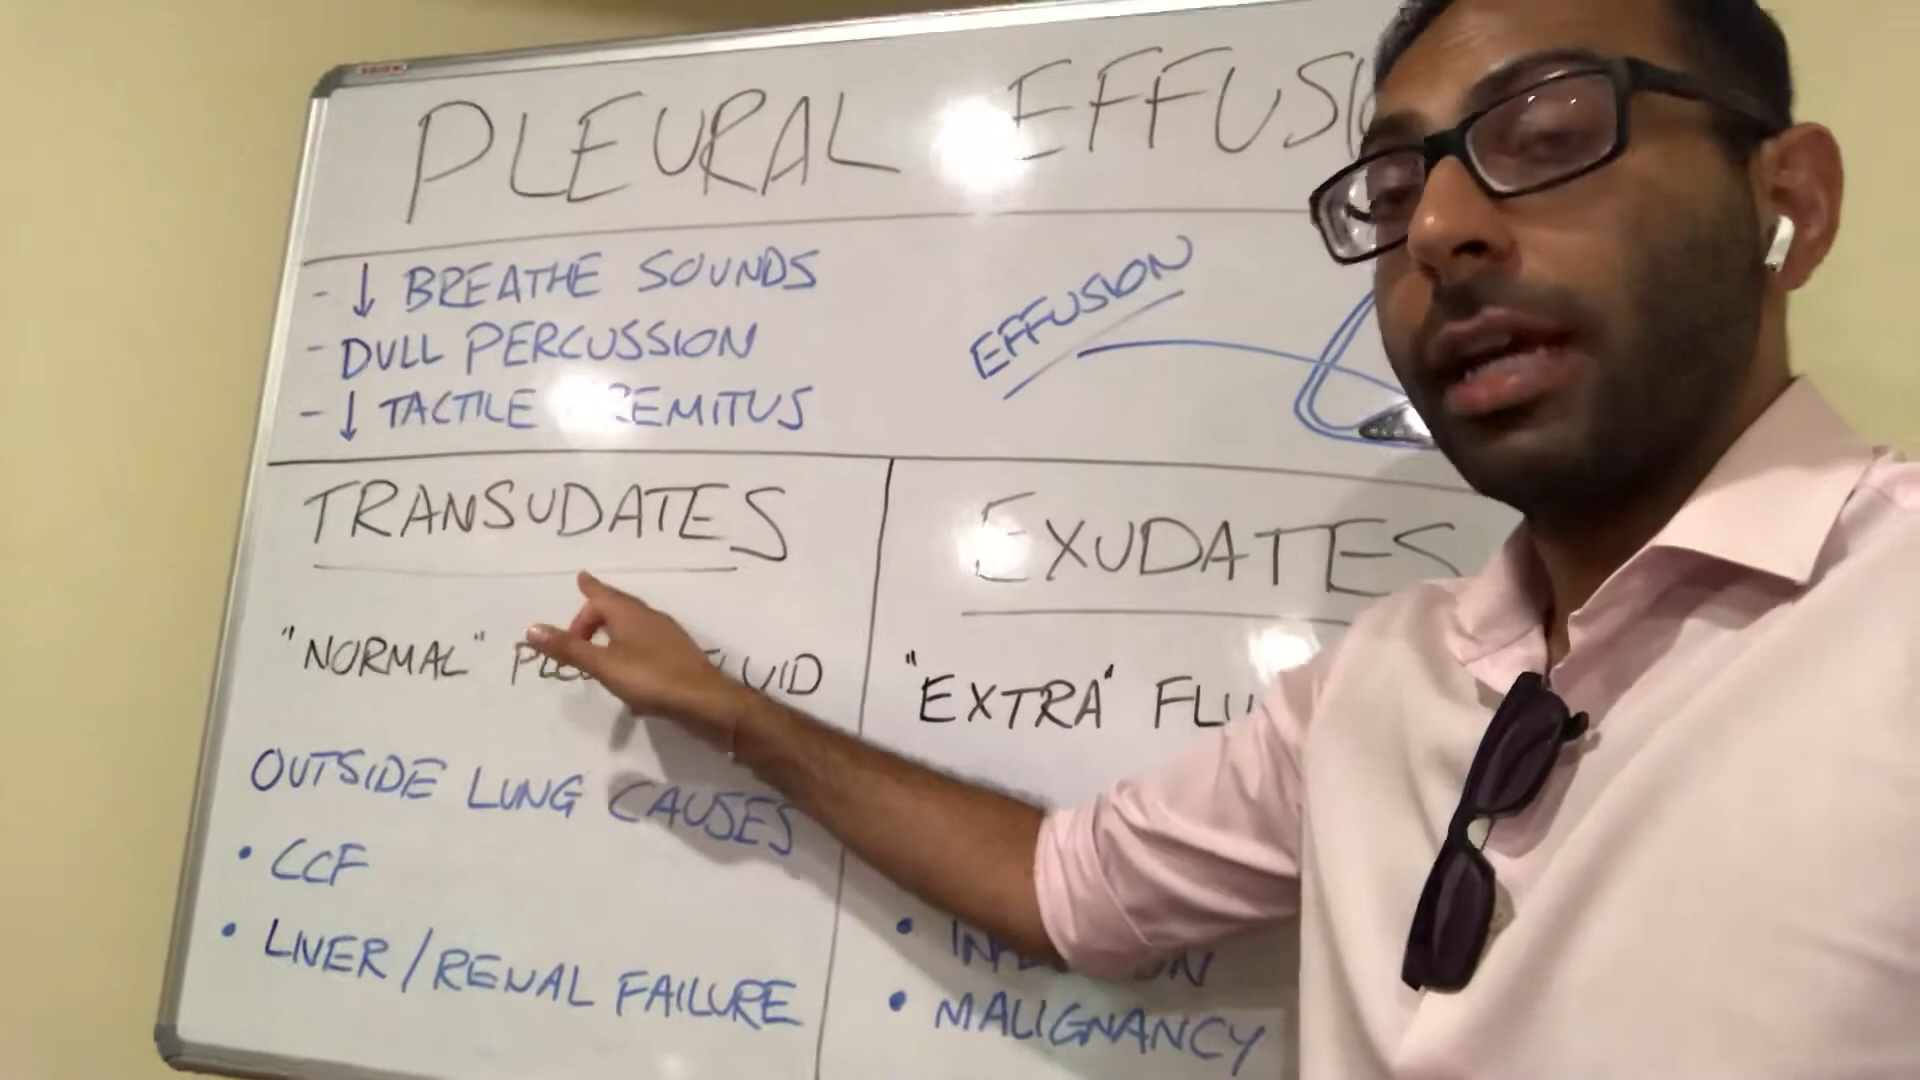 PLEURAL
- ↓ BREATHE SOUNDS
- DULL PERCUSSION
- ↓ TACTILE
EFFUSION
TRANSUDATES
"NORMAL"
OUTSIDE LUNG CAUSES
• CCF
• LIVER/RENAL FAILURE
EXUDATES
"EXTRA"
• MALIGNANCY